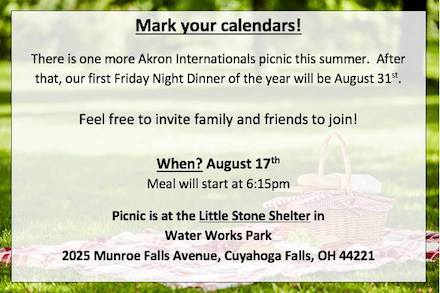 Mark your calendars!
There is one more Akron Internationals picnic this summer. After
that, our first Friday Night Dinner of the year will be August 31st.
Feel free to invite family and friends to join!
When? August 17th
Meal will start at 6:15pm
Picnic is at the Little Stone Shelter in
Water Works Park
2025 Munroe Falls Avenue, Cuyahoga Falls, OH 44221